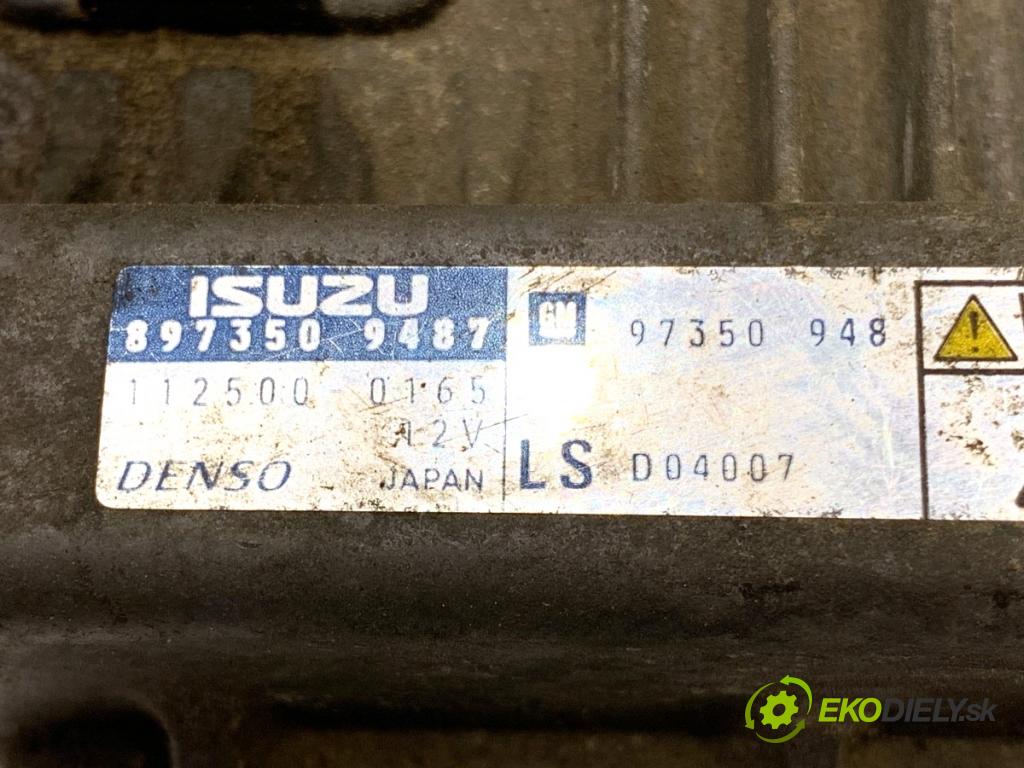 ISUZU
897350 9487
112500 0165
12V
DENSO JAPAN
GM 97350 948
LS D04007
EKODIELY.sk